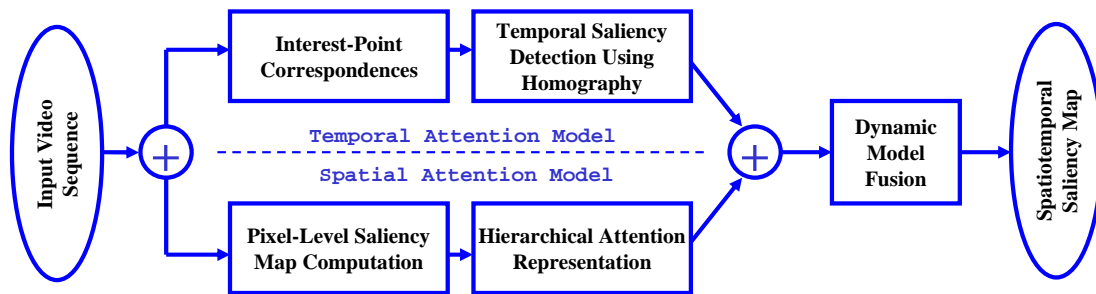 Input Video
Sequence
+
Interest-Point
Correspondences
Temporal Saliency
Detection Using
Homography
Temporal Attention Model
Spatial Attention Model
Pixel-Level Saliency
Map Computation
Hierarchical Attention
Representation
+
Dynamic
Model
Fusion
Spatiotemporal
Saliency Map